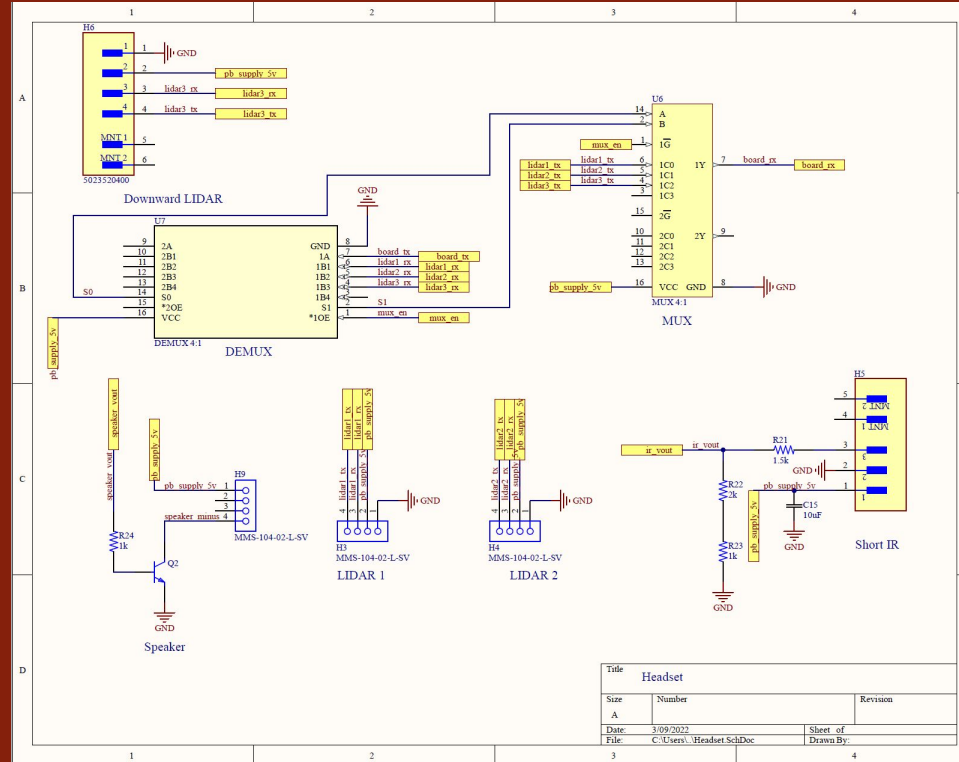 1
2
3
4
A
B
C
D
H6
1
2
3
4
MNT 1
MNT 2
1
2
3
4
5
6
GND
pb_supply_5v
lidar3_rx
lidar3_rx
lidar3_tx
lidar3_tx
5023520400
Downward LIDAR
U6
14
2
1
6
5
4
3
15
10
11
12
13
16
A
B
1G
1C0
1C1
1C2
1C3
2G
2C0
2C1
2C2
2C3
VCC
GND
1Y
2Y
7
9
8
mux_en
lidar1_tx
lidar1_tx
lidar2_tx
lidar2_tx
lidar3_tx
lidar3_tx
board_rx
board_rx
pb_supply_5v
GND
MUX 4:1
MUX
GND
U7
9
10
11
12
13
14
15
16
2A
2B1
2B2
2B3
2B4
S0
*2OE
VCC
GND
1A
1B1
1B2
1B3
1B4
S1
*1OE
8
7
6
5
4
3
2
1
S0
board_tx
board_tx
lidar1_rx
lidar1_rx
lidar2_rx
lidar2_rx
lidar3_rx
lidar3_rx
S1
mux_en
mux_en
pb_supply_5v
DEMUX 4:1
DEMUX
speaker_vout
speaker_vout
pb_supply_5v
pb_supply_5v
speaker_minus
H9
1
2
3
4
MMS-104-02-L-SV
R24
1k
Q2
GND
Speaker
lidar1_tx
lidar1_rx
pb_supply_5v
lidar1_tx
lidar1_rx
pb_supply_5v
4
3
2
1
GND
H3
MMS-104-02-L-SV
LIDAR 1
lidar2_tx
lidar2_rx
pb_supply_5v
lidar2_tx
lidar2_rx
pb_supply_5v
4
3
2
1
GND
H4
MMS-104-02-L-SV
LIDAR 2
H5
5
4
3
2
1
MNT 2
MNT 1
3
2
1
ir_vout
ir_vout
R21
1.5k
GND
R22
2k
pb_supply_5v
pb_supply_5v
C15
10uF
GND
R23
1k
GND
Short IR
Title
Headset
Size
Number
Revision
A
Date:
3/09/2022
Sheet of
File:
C:\Users\..\Headset.SchDoc
Drawn By:
1
2
3
4